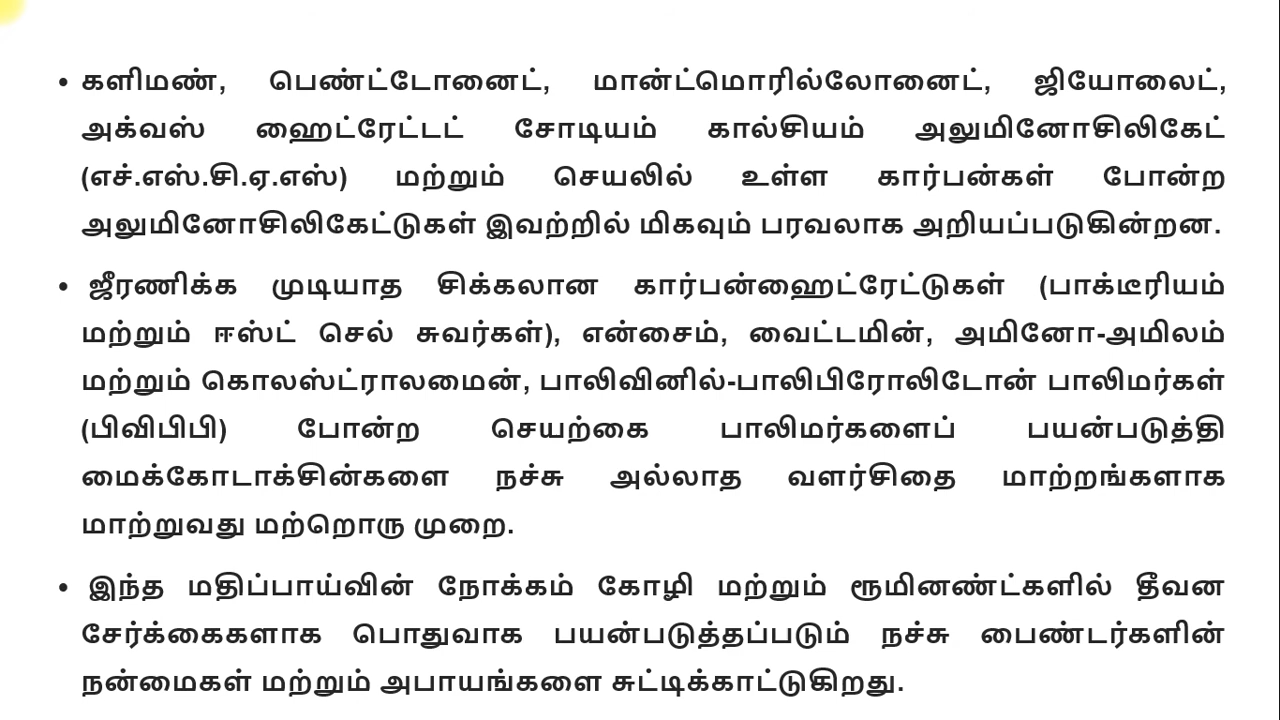 • களிமண், பெண்ட்டோனைட், மான்ட்மொரில்லோனைட், ஜியோலைட்,
அக்வஸ் ஹைட்ரேட்டட் சோடியம் கால்சியம் அலுமினோசிலிகேட்
(எச்.எஸ்.சி.ஏ.எஸ்) மற்றும் செயலில் உள்ள கார்பன்கள் போன்ற
அலுமினோசிலிகேட்டுகள் இவற்றில் மிகவும் பரவலாக அறியப்படுகின்றன.
• ஜீரணிக்க முடியாத சிக்கலான கார்பன்ஹைட்ரேட்டுகள் (பாக்டீரியம்
மற்றும் ஈஸ்ட் செல் சுவர்கள்), என்சைம், வைட்டமின், அமினோ-அமிலம்
மற்றும் கொலஸ்ட்ராலமைன், பாலிவினில்-பாலிபிரோலிடோன் பாலிமர்கள்
(பிவிபிபி) போன்ற செயற்கை பாலிமர்களைப் பயன்படுத்தி
மைக்கோடாக்சின்களை நச்சு அல்லாத வளர்சிதை மாற்றங்களாக
மாற்றுவது மற்றொரு முறை.
• இந்த மதிப்பாய்வின் நோக்கம் கோழி மற்றும் ரூமினண்ட்களில் தீவன
சேர்க்கைகளாக பொதுவாக பயன்படுத்தப்படும் நச்சு பைண்டர்களின்
நன்மைகள் மற்றும் அபாயங்களை சுட்டிக்காட்டுகிறது.